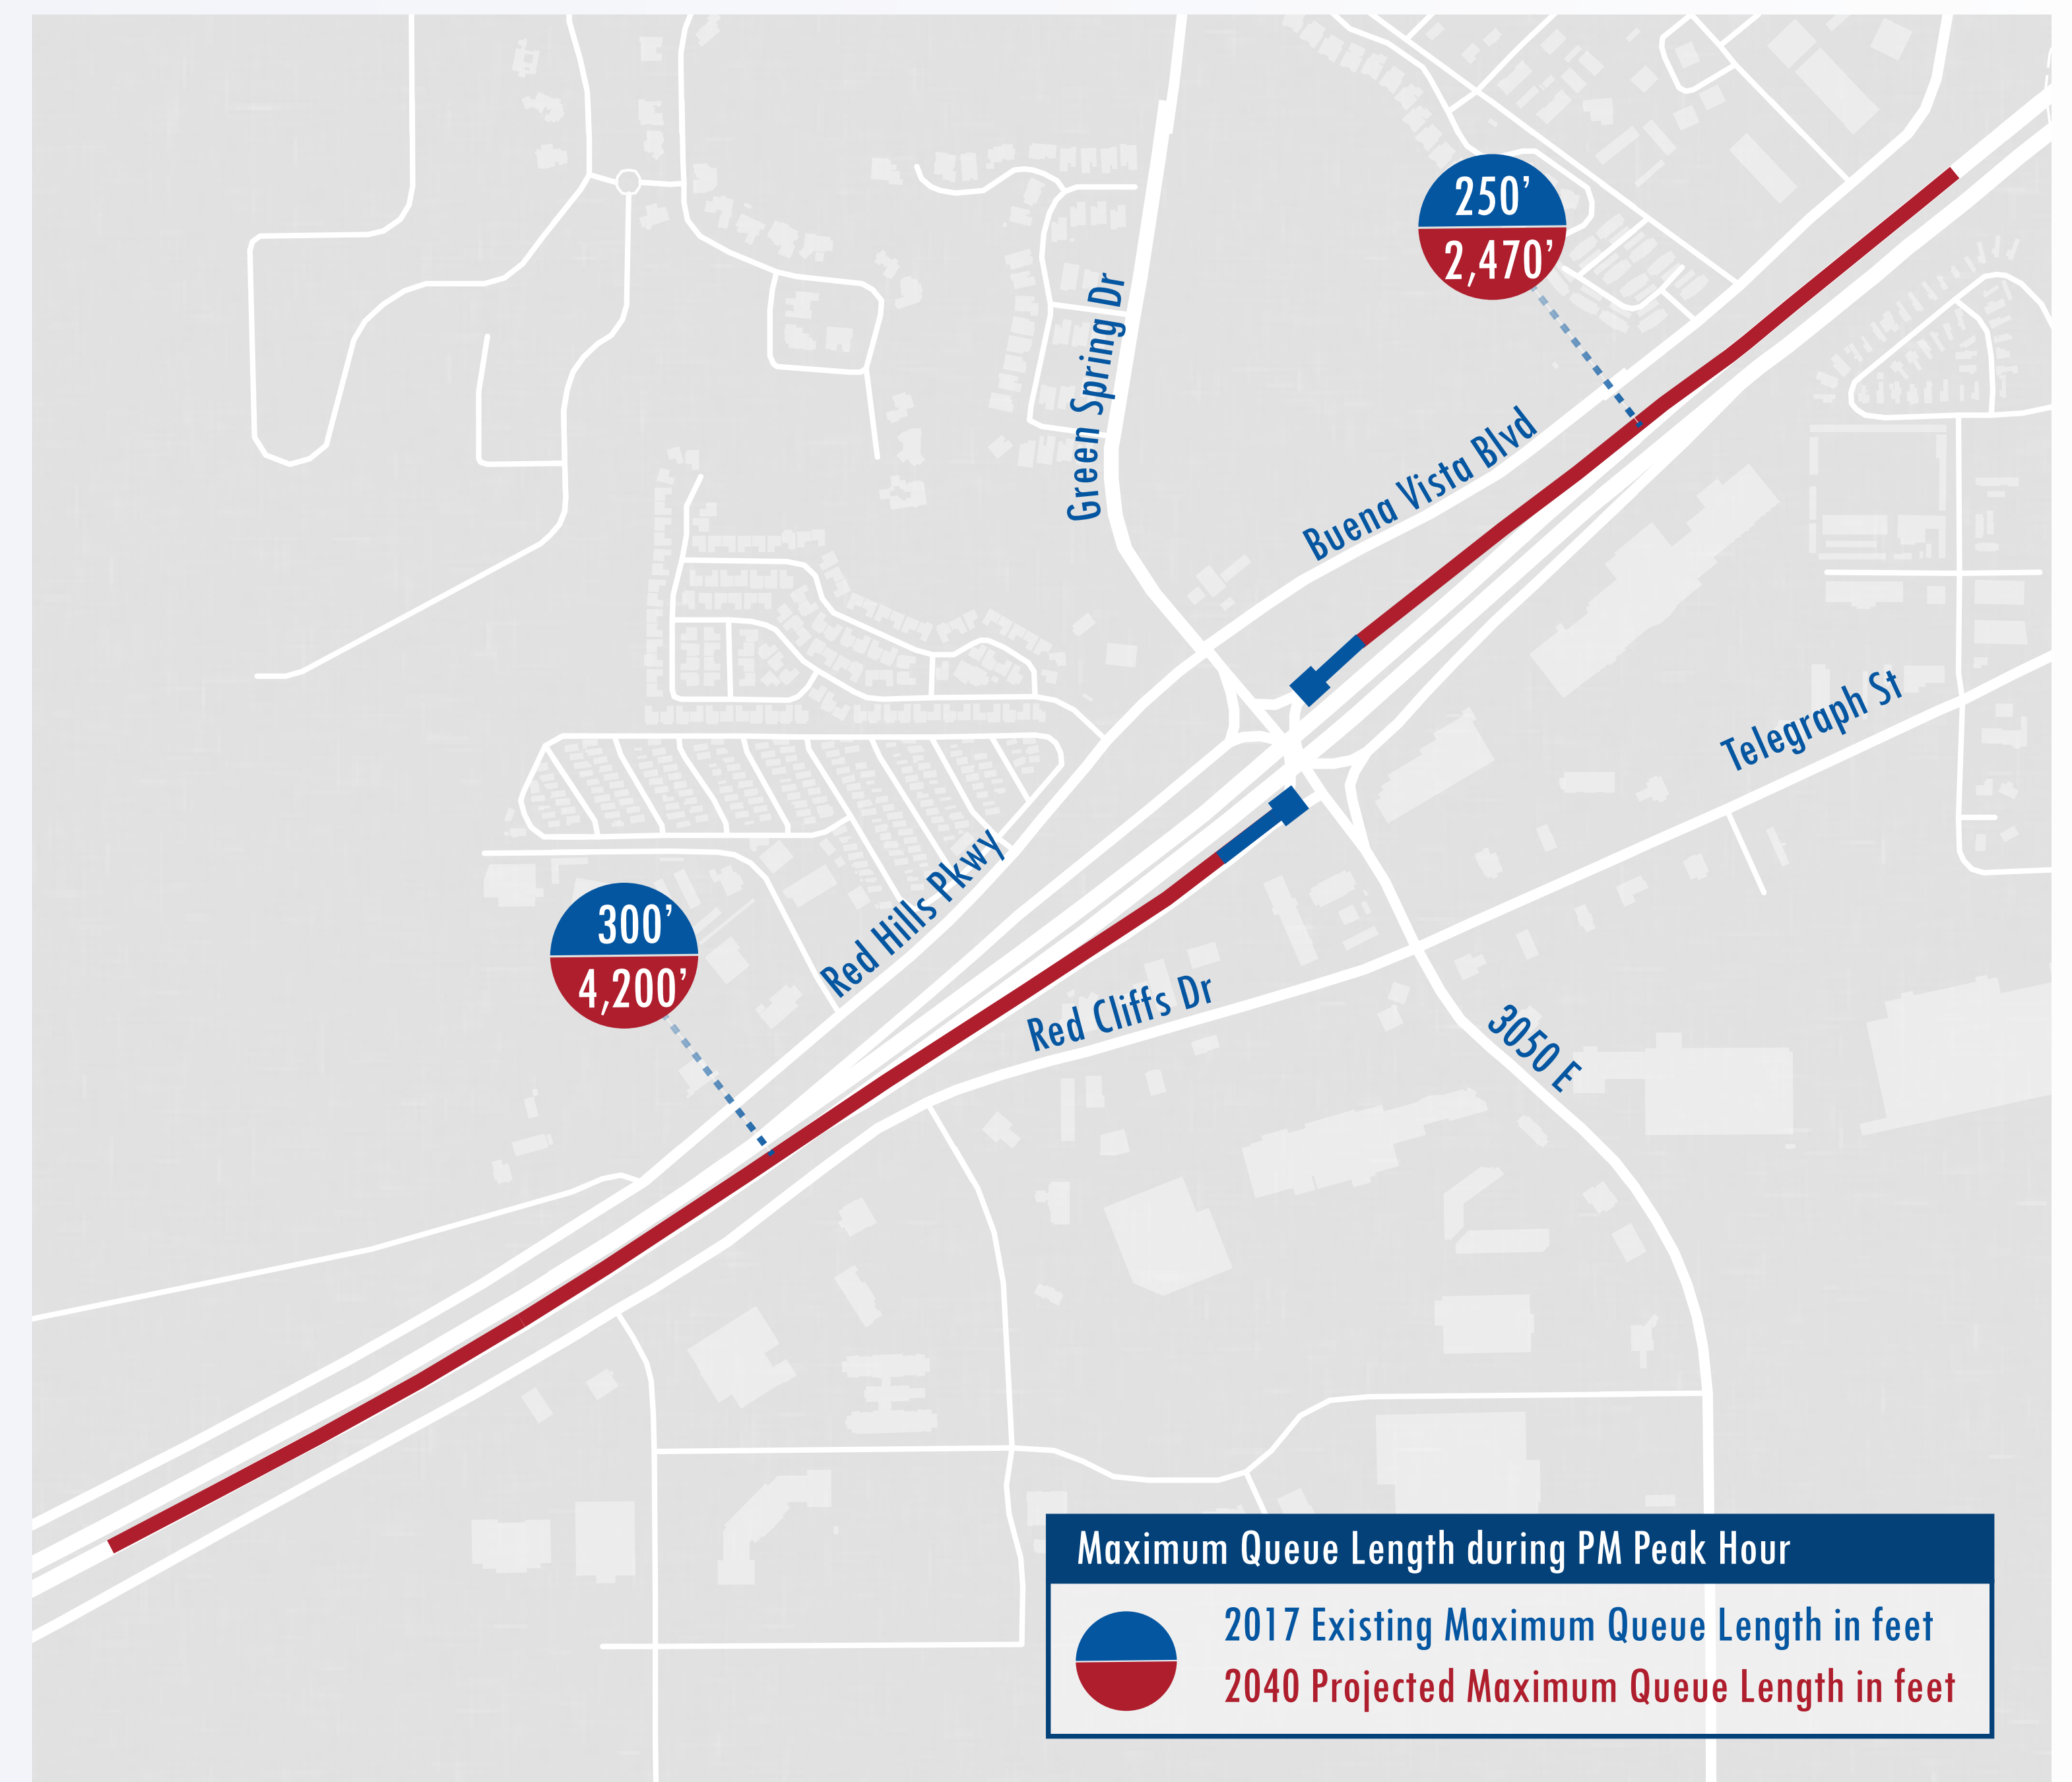 250’
2,470’
Green Spring Dr
Buena Vista Blvd
Telegraph St
Red Hills Pkwy
300’
4,200’
Red Cliffs Dr
3050 E
Maximum Queue Length during PM Peak Hour
2017 Existing Maximum Queue Length in feet
2040 Projected Maximum Queue Length in feet